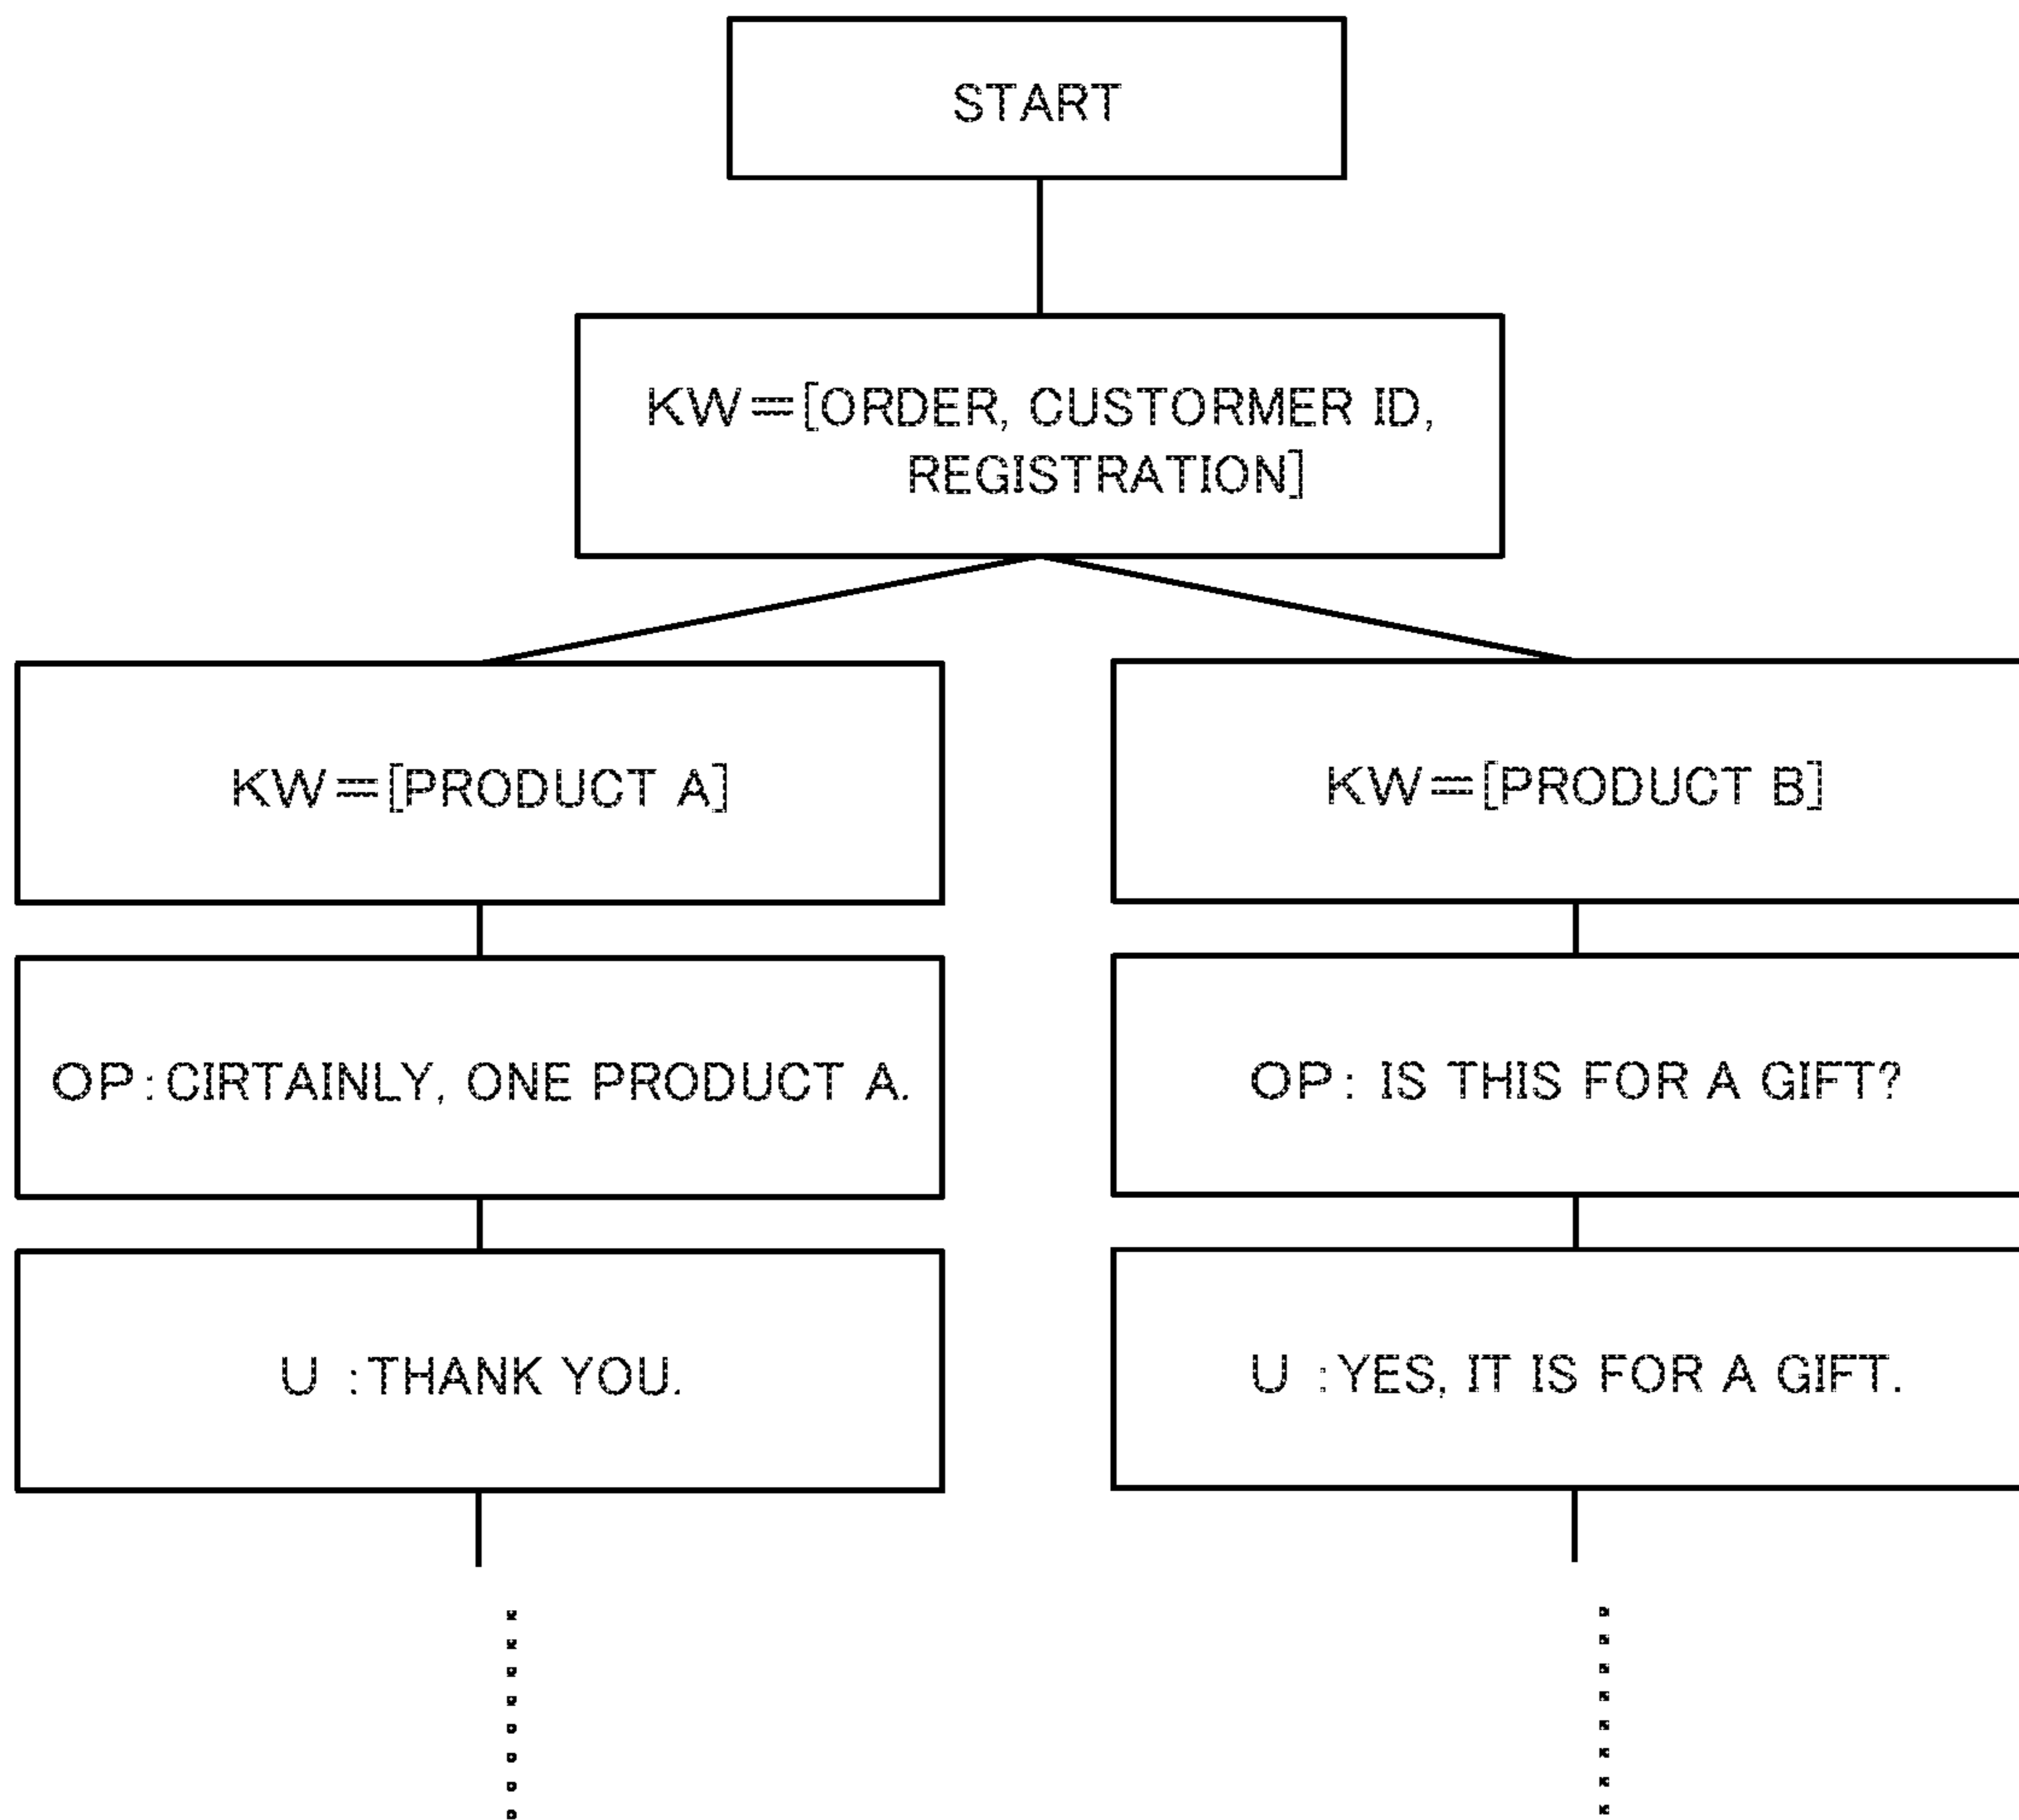 START
KW=[ORDER, CUSTORMER ID,
REGISTRATION]
KW=[PRODUCT A]
KW=[PRODUCT B]
OP:CIRTAINLY, ONE PRODUCT A.
OP: IS THIS FOR A GIFT?
U :THANK YOU.
U :YES, IT IS FOR A GIFT.